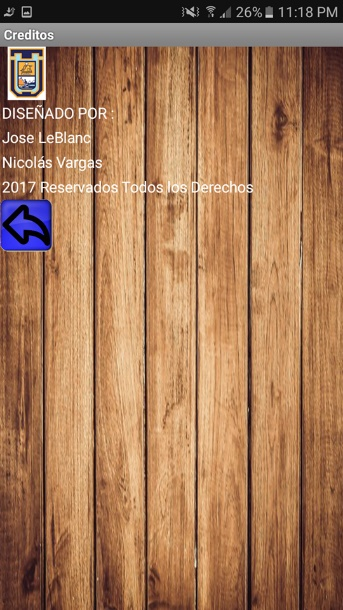 26% 11:18 PM
Creditos
DISEÑADO POR :
Jose LeBlanc
Nicolás Vargas
2017 Reservados Todos los Derechos